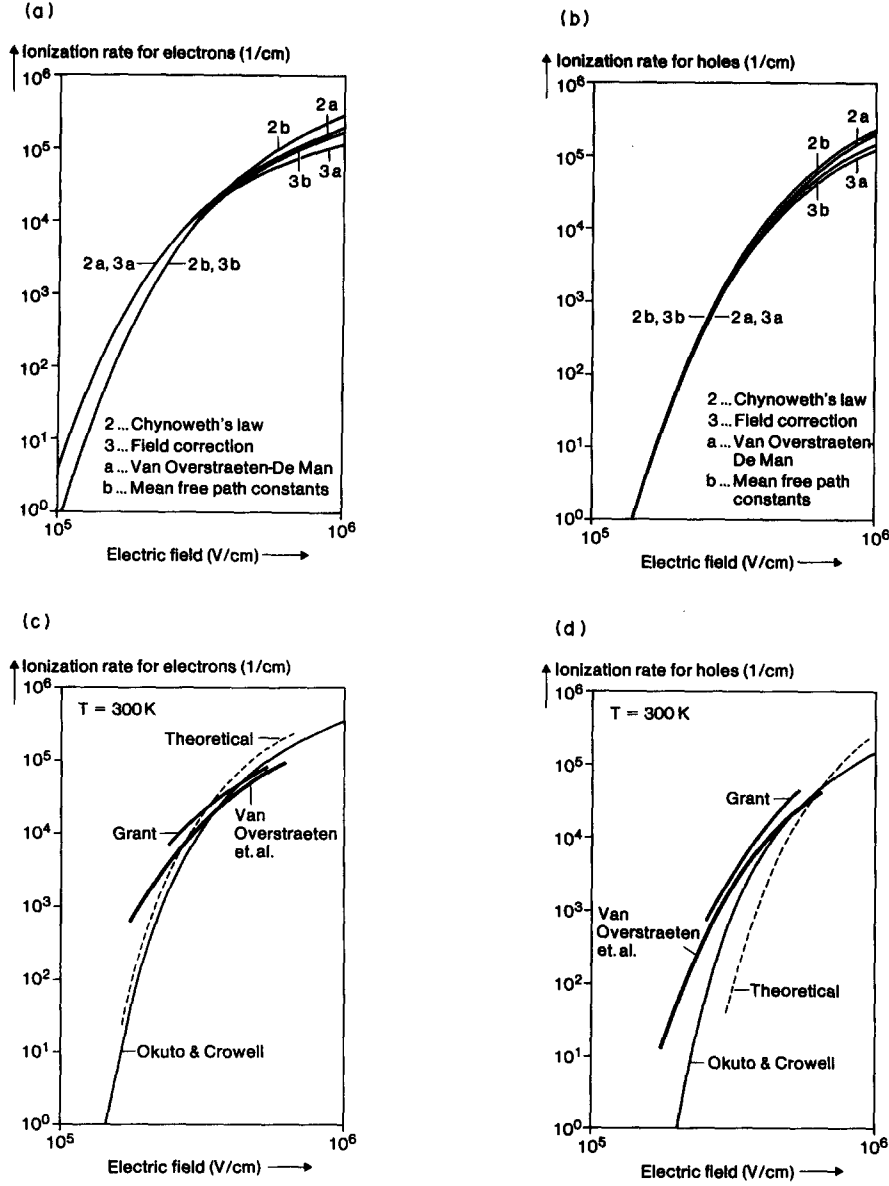 (a)
Ionization rate for electrons (1/cm)
10⁶
10⁵
10⁴
10³
10²
10¹
10⁰
2b
2a
3b
3a
2a, 3a
2b, 3b
2 ... Chynoweth's law
3 ... Field correction
a ... Van Overstraeten-De Man
b ... Mean free path constants
10⁵
10⁶
Electric field (V/cm)
(b)
Ionization rate for holes (1/cm)
10⁶
10⁵
10⁴
10³
10²
10¹
10⁰
2a
2b
3b
3a
2b, 3b
2a, 3a
2 ... Chynoweth's law
3 ... Field correction
a ... Van Overstraeten-
De Man
b ... Mean free path
constants
10⁵
10⁶
Electric field (V/cm)
(c)
Ionization rate for electrons (1/cm)
10⁶
10⁵
10⁴
10³
10²
10¹
10⁰
T = 300 K
Theoretical
Grant
Van
Overstraeten
et. al.
Okuto & Crowell
10⁵
10⁶
Electric field (V/cm)
(d)
Ionization rate for holes (1/cm)
10⁶
10⁵
10⁴
10³
10²
10¹
10⁰
T = 300 K
Grant
Van
Overstraeten
et. al.
Theoretical
Okuto & Crowell
10⁵
10⁶
Electric field (V/cm)